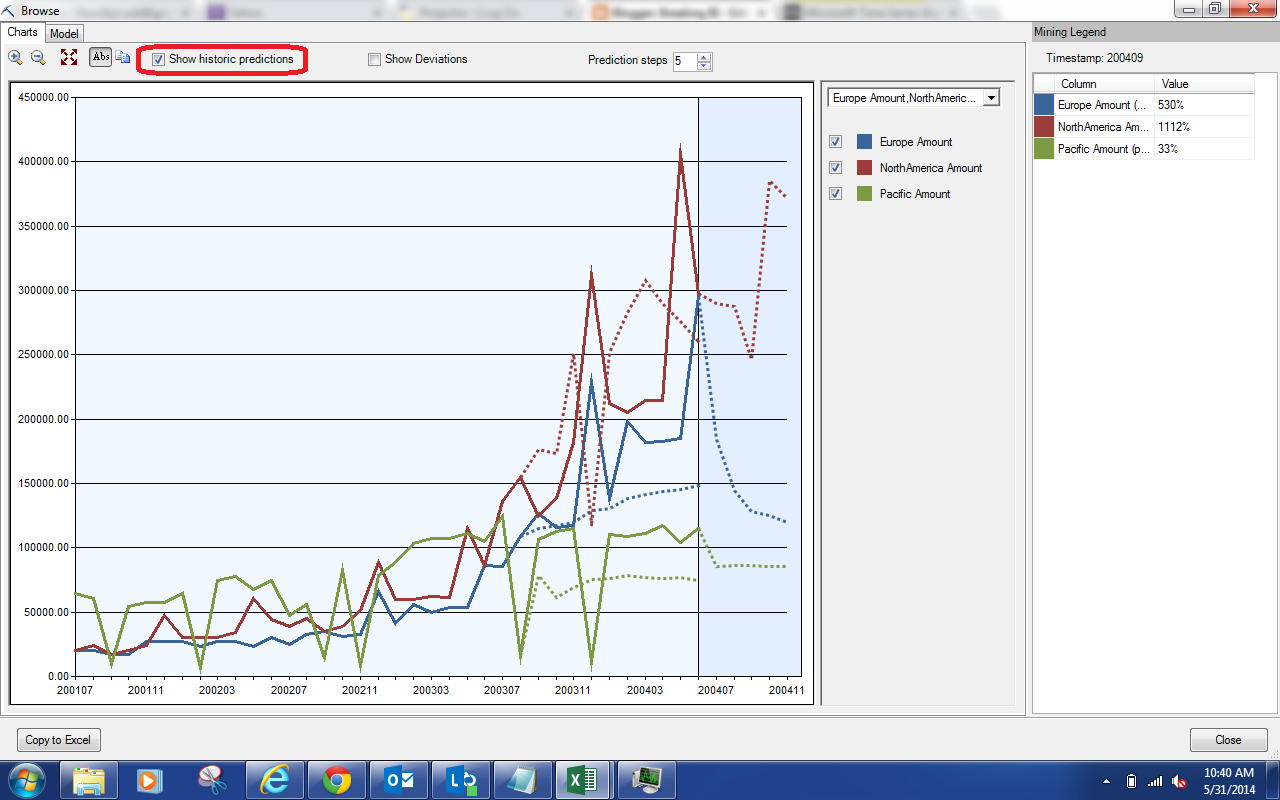 Browse
Charts
Model
Abs
Show historic predictions
Show Deviations
Prediction steps
5
450000.00
400000.00
350000.00
300000.00
250000.00
200000.00
150000.00
100000.00
50000.00
0.00
200107
200111
200203
200207
200211
200303
200307
200311
200403
200407
200411
Europe Amount,NorthAmeric...
Europe Amount
NorthAmerica Amount
Pacific Amount
Mining Legend
Timestamp: 200409
Column Value
Europe Amount (... 530%
NorthAmerica Am... 1112%
Pacific Amount (p... 33%
Copy to Excel
Close
10:40 AM
5/31/2014